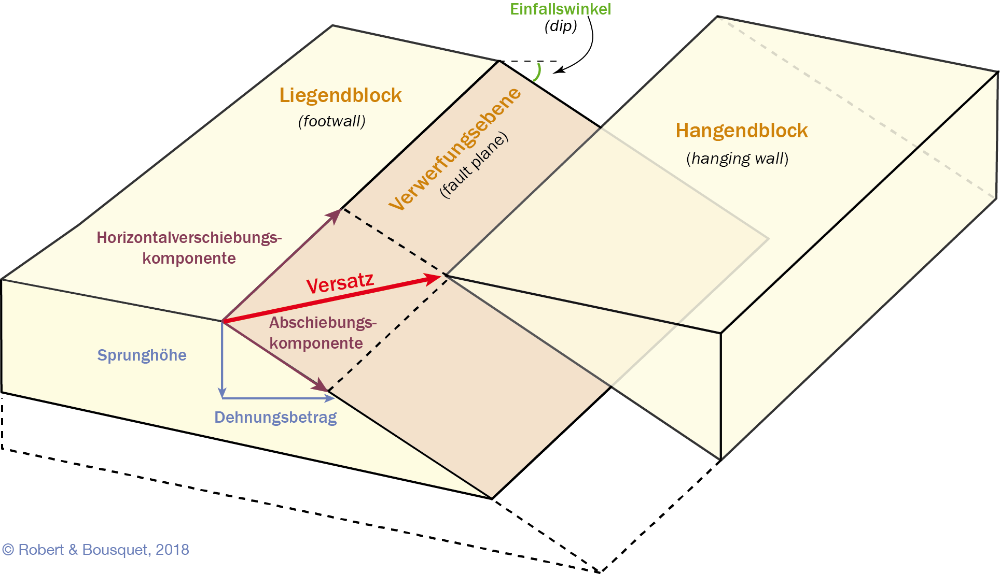 Einfallswinkel
(dip)
Liegendblock
(footwall)
Verwerfungsebene
(fault plane)
Hangendblock
(hanging wall)
Horizontalverschiebungs-
komponente
Versatz
Abschiebungs-
komponente
Sprunghöhe
Dehnungsbetrag
© Robert & Bousquet, 2018